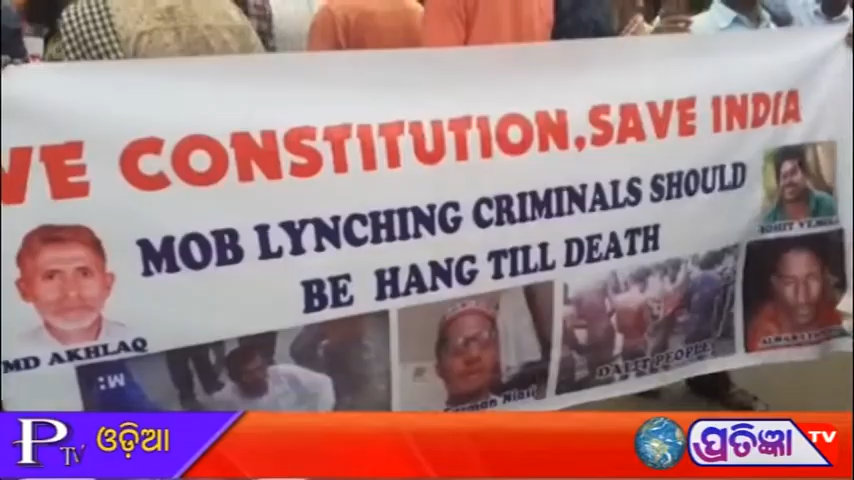 VE CONSTITUTION, SAVE INDIA
MOB LYNCHING CRIMINALS SHOULD
BE HANG TILL DEATH
MD AKHLAQ
DALIT PEOPLE
PTV ଓଡ଼ିଆ
ପ୍ରତିଜ୍ଞା TV